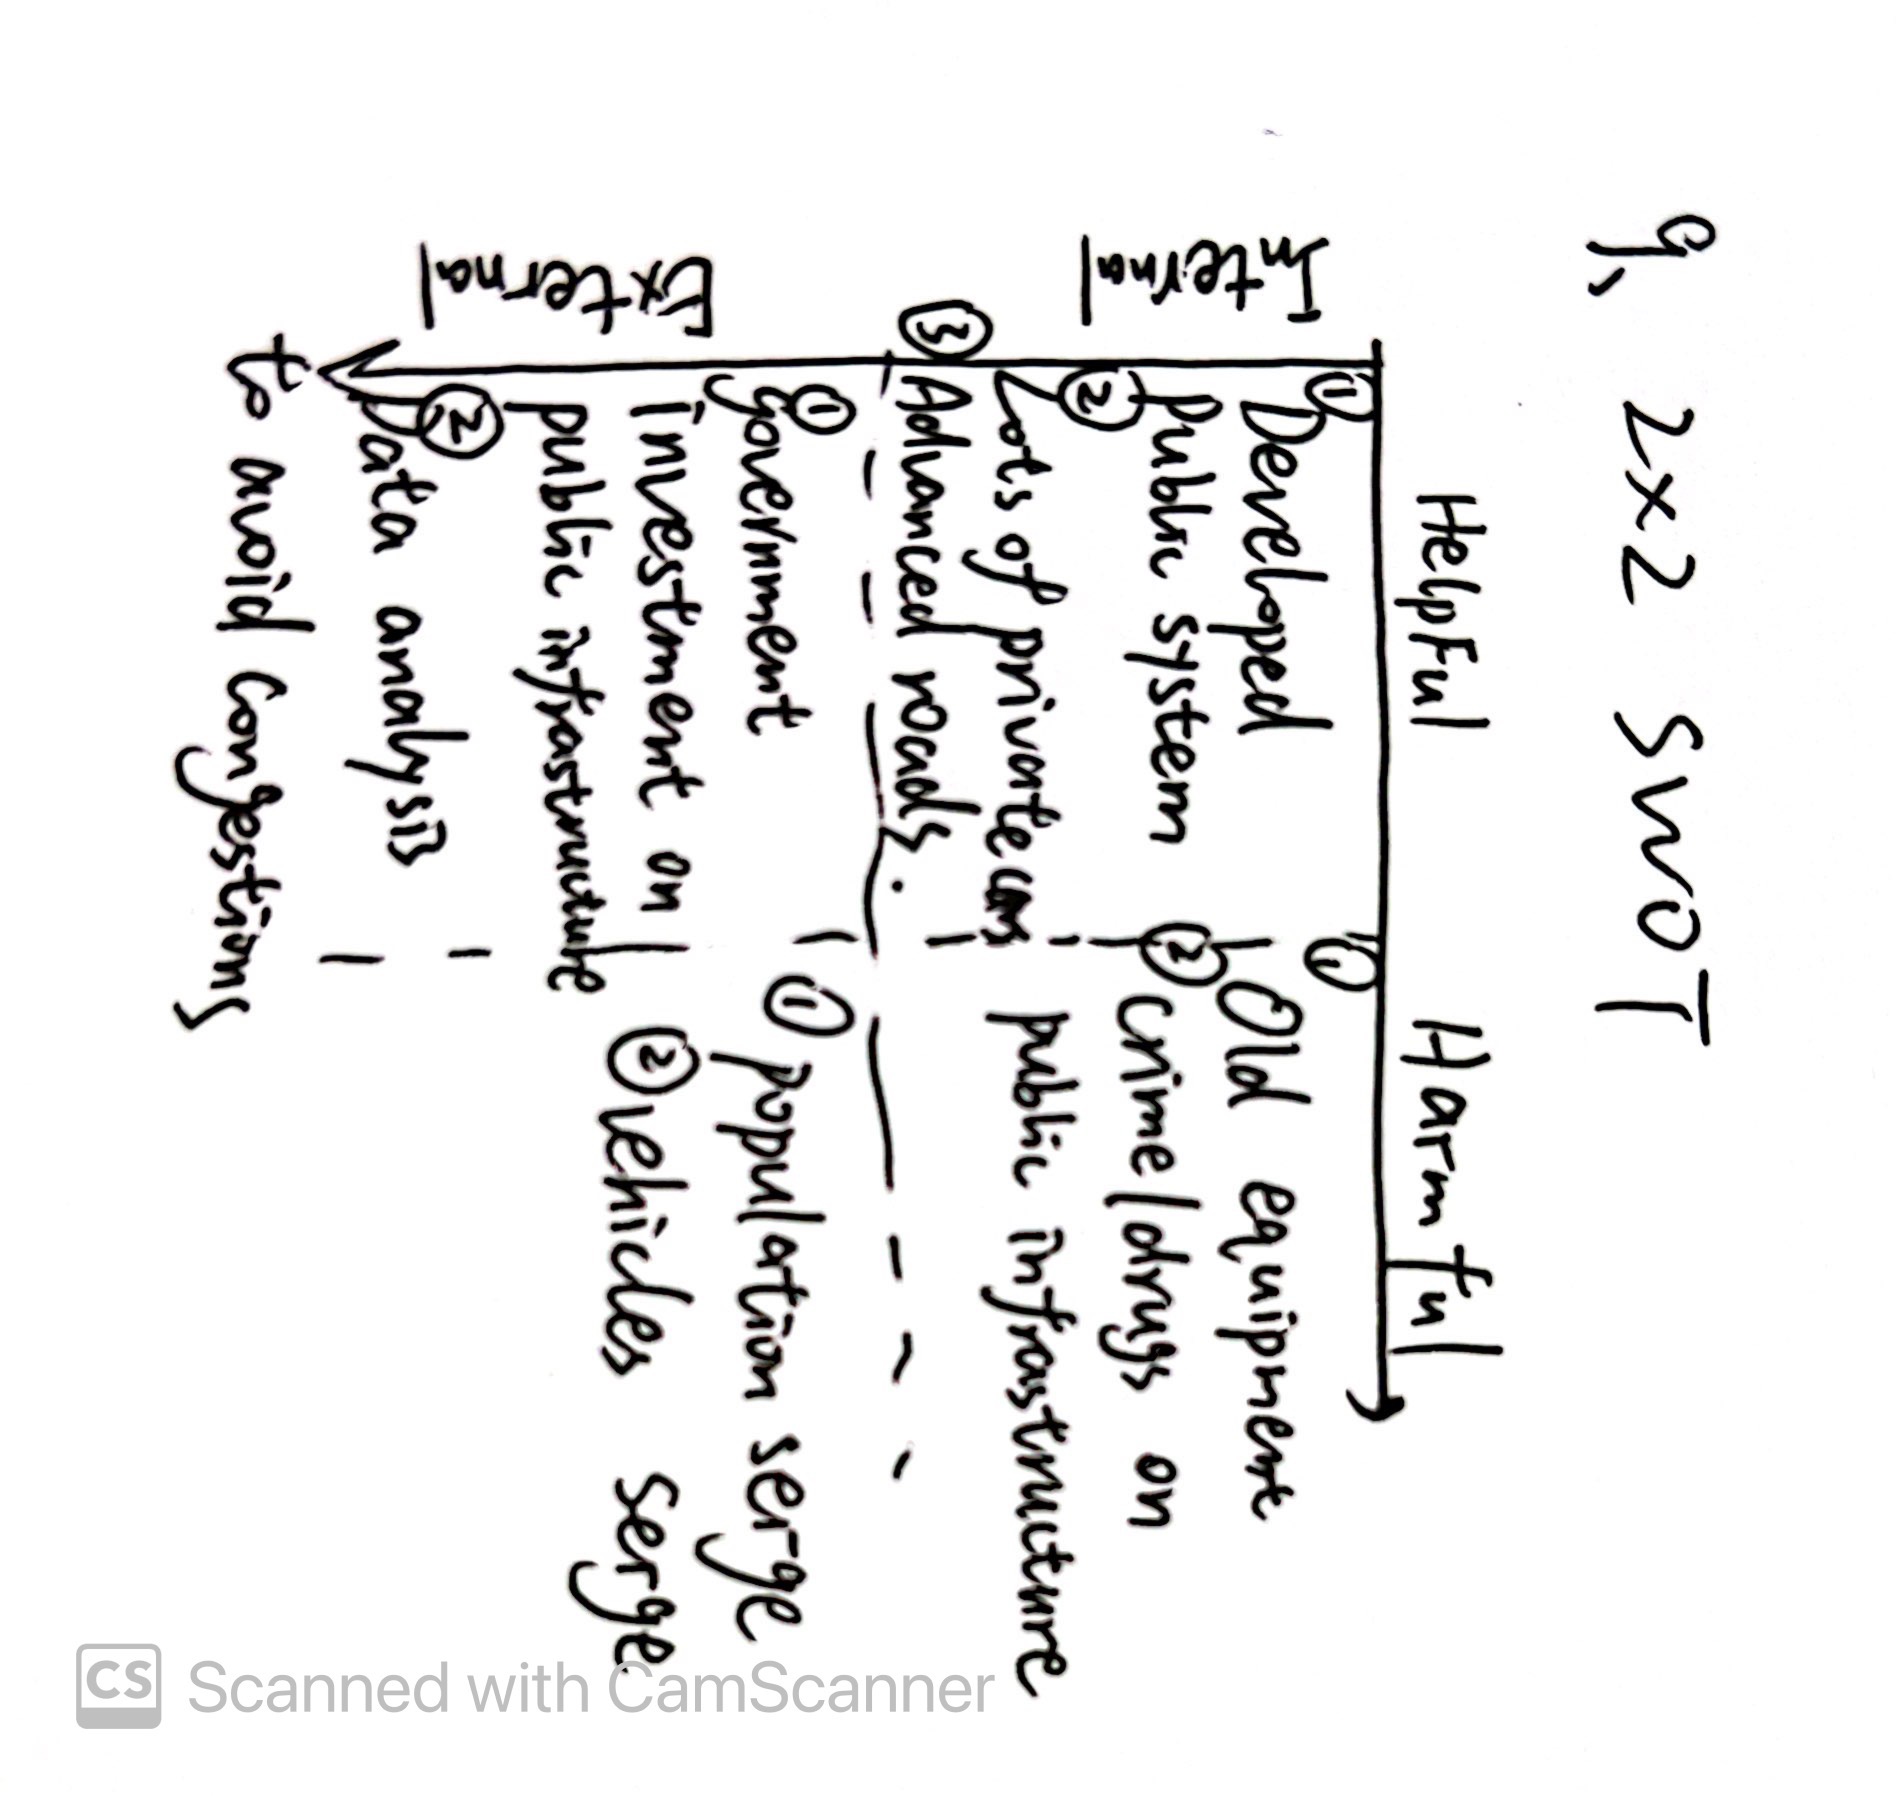 9. 2x2 SWOT
Helpful Harmful
Internal
① Developed
public system
② Lots of private cars
③ Advanced roads.
① Old equipment
② crime/drugs on
public infrastructure
External
① government
investment on
public infrastructure
② Data analysis
to avoid congestions
① population serge
② vehicles serge
CS Scanned with CamScanner